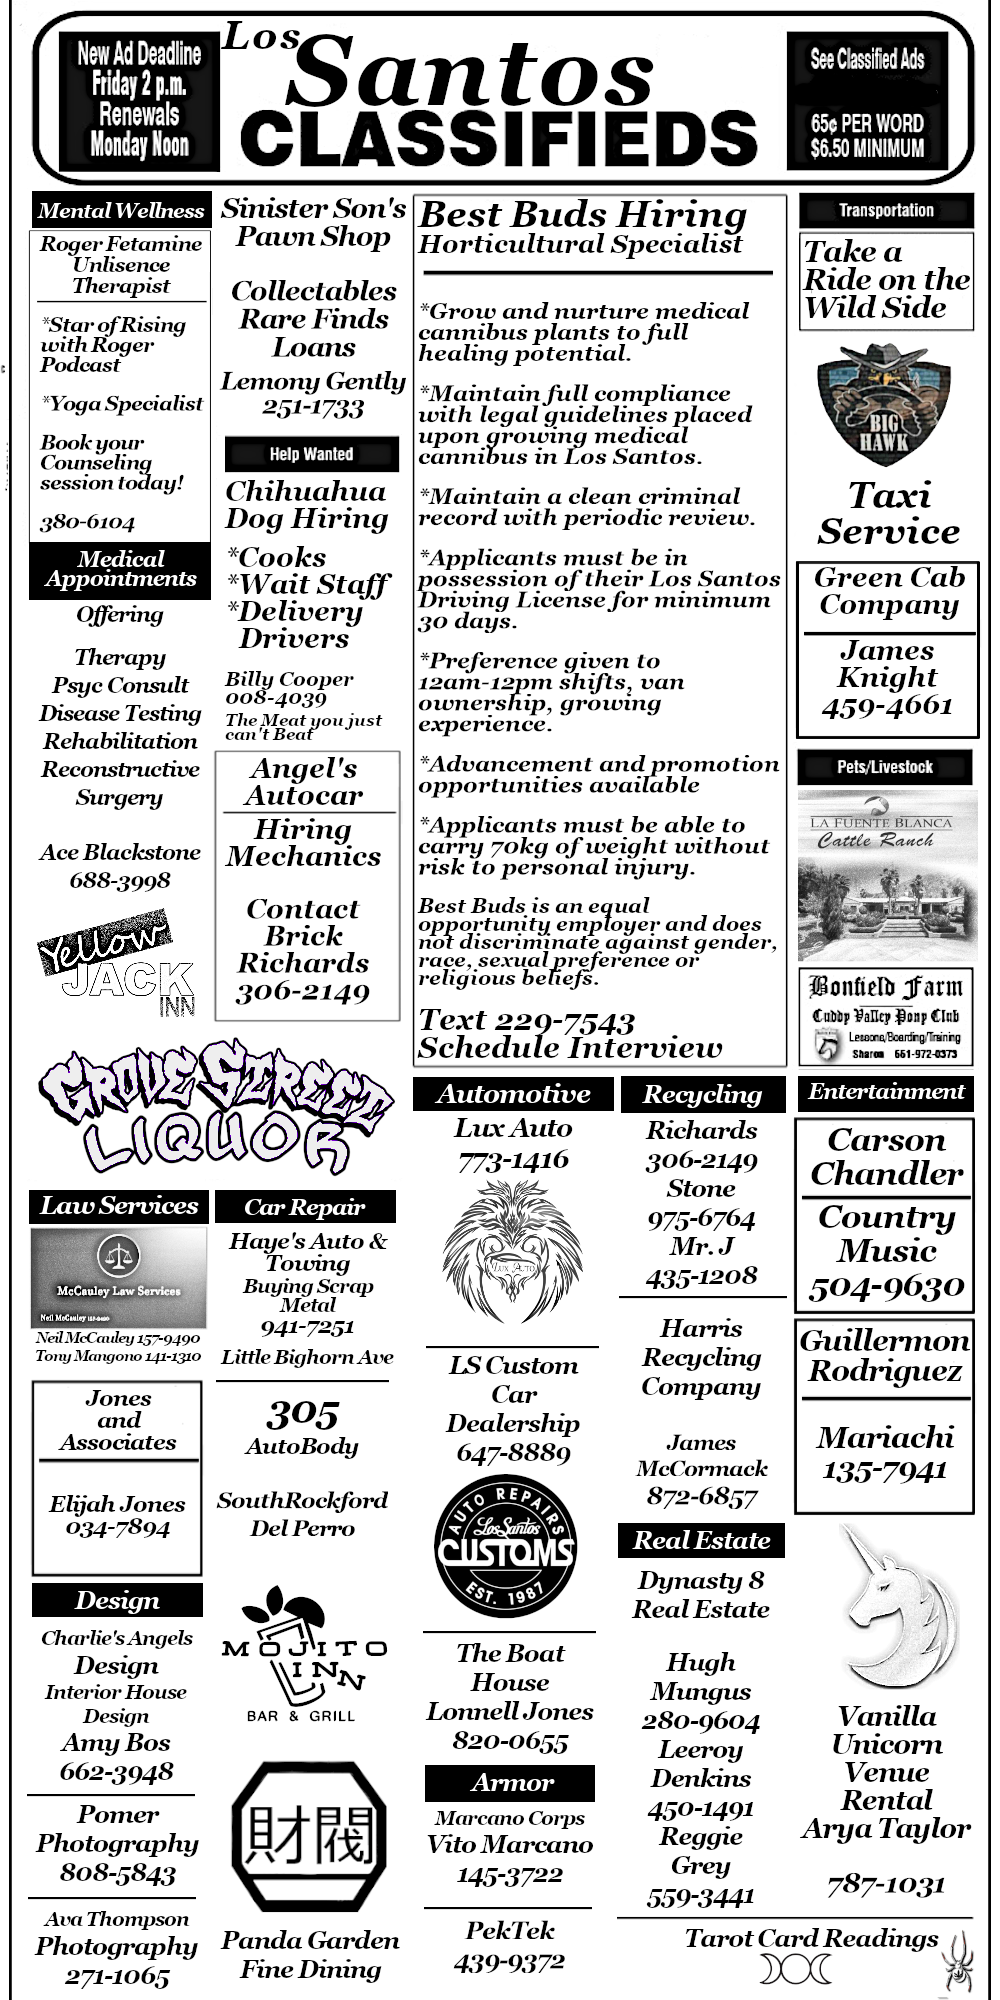 New Ad Deadline
Friday 2 p.m.
Renewals
Monday Noon
Los
Santos
CLASSIFIEDS
See Classified Ads
65¢ PER WORD
$6.50 MINIMUM
Mental Wellness
Roger Fetamine
Unlisence
Therapist
*Star of Rising
with Roger
Podcast
*Yoga Specialist
Book your
Counseling
session today!
380-6104
Medical
Appointments
Offering
Therapy
Psyc Consult
Disease Testing
Rehabilitation
Reconstructive
Surgery
Ace Blackstone
688-3998
Yellow
JACK
INN
Sinister Son's
Pawn Shop
Collectables
Rare Finds
Loans
Lemony Gently
251-1733
Help Wanted
Chihuahua
Dog Hiring
*Cooks
*Wait Staff
*Delivery
Drivers
Billy Cooper
008-4039
The Meat you just
can't Beat
Angel's
Autocar
Hiring
Mechanics
Contact
Brick
Richards
306-2149
GROVE STREET
LIQUOR
Best Buds Hiring
Horticultural Specialist
*Grow and nurture medical
cannibus plants to full
healing potential.
*Maintain full compliance
with legal guidelines placed
upon growing medical
cannibus in Los Santos.
*Maintain a clean criminal
record with periodic review.
*Applicants must be in
possession of their Los Santos
Driving License for minimum
30 days.
*Preference given to
12am-12pm shifts, van
ownership, growing
experience.
*Advancement and promotion
opportunities available
*Applicants must be able to
carry 70kg of weight without
risk to personal injury.
Best Buds is an equal
opportunity employer and does
not discriminate against gender,
race, sexual preference or
religious beliefs.
Text 229-7543
Schedule Interview
Transportation
Take a
Ride on the
Wild Side
BIG
HAWK
Taxi
Service
Green Cab
Company
James
Knight
459-4661
Pets/Livestock
LA FUENTE BLANCA
Cattle Ranch
Bonfield Farm
Cuddy Valley Pony Club
Lessons/Boarding/Training
Sharon 661-972-0373
Law Services
McCauley Law Services
Neil McCauley 157-9490
Neil McCauley 157-9490
Tony Mangono 141-1310
Jones
and
Associates
Elijah Jones
034-7894
Design
Charlie's Angels
Design
Interior House
Design
Amy Bos
662-3948
Pomer
Photography
808-5843
Ava Thompson
Photography
271-1065
Car Repair
Haye's Auto &
Towing
Buying Scrap
Metal
941-7251
Little Bighorn Ave
305
AutoBody
SouthRockford
Del Perro
MOJITO
INN
BAR & GRILL
財閥
Panda Garden
Fine Dining
Automotive
Lux Auto
773-1416
LUX AUTO
LS Custom
Car
Dealership
647-8889
AUTO REPAIRS
Los Santos
CUSTOMS
EST. 1987
The Boat
House
Lonnell Jones
820-0655
Armor
Marcano Corps
Vito Marcano
145-3722
PekTek
439-9372
Recycling
Richards
306-2149
Stone
975-6764
Mr. J
435-1208
Harris
Recycling
Company
James
McCormack
872-6857
Real Estate
Dynasty 8
Real Estate
Hugh
Mungus
280-9604
Leeroy
Denkins
450-1491
Reggie
Grey
559-3441
Entertainment
Carson
Chandler
Country
Music
504-9630
Guillermon
Rodriguez
Mariachi
135-7941
Vanilla
Unicorn
Venue
Rental
Arya Taylor
787-1031
Tarot Card Readings